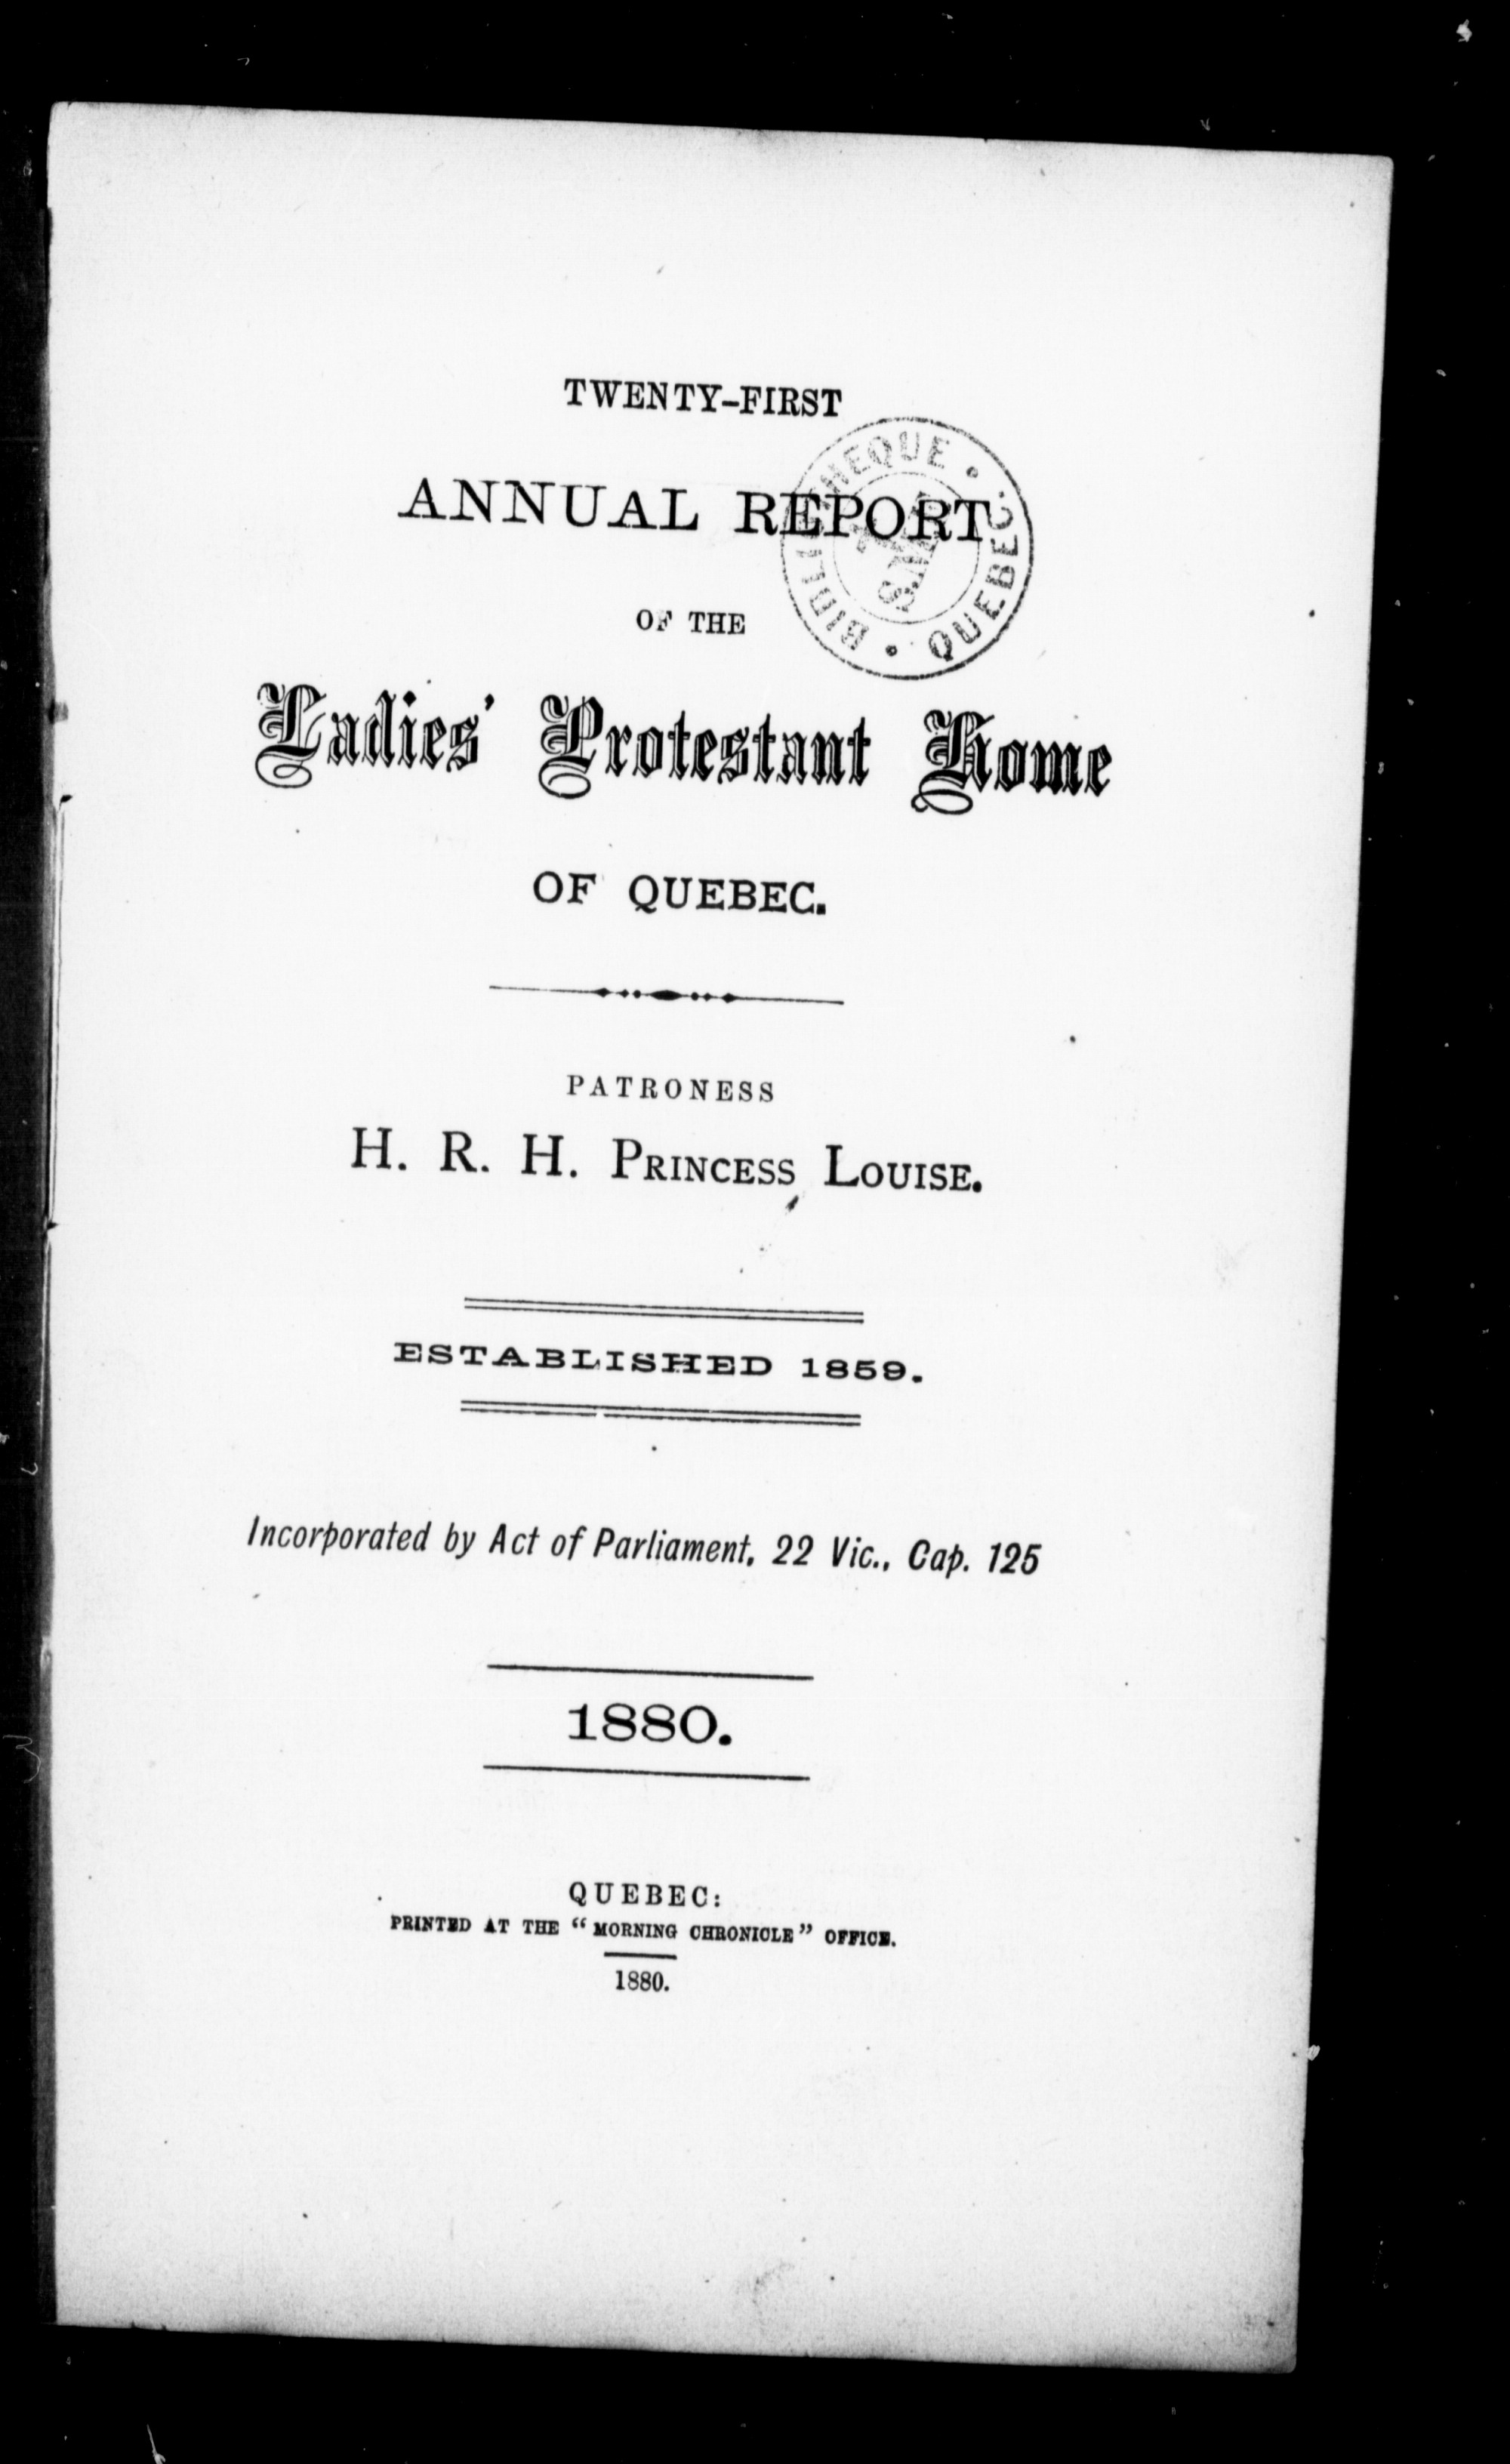 TWENTY-FIRST
ANNUAL REPORT
OF THE
Ladies' Protestant Home
OF QUEBEC.
PATRONESS
H. R. H. PRINCESS LOUISE.
ESTABLISHED 1859.
Incorporated by Act of Parliament, 22 Vic., Cap. 125
1880.
QUEBEC:
PRINTED AT THE "MORNING CHRONICLE" OFFICE.
1880.
QUEBEC.